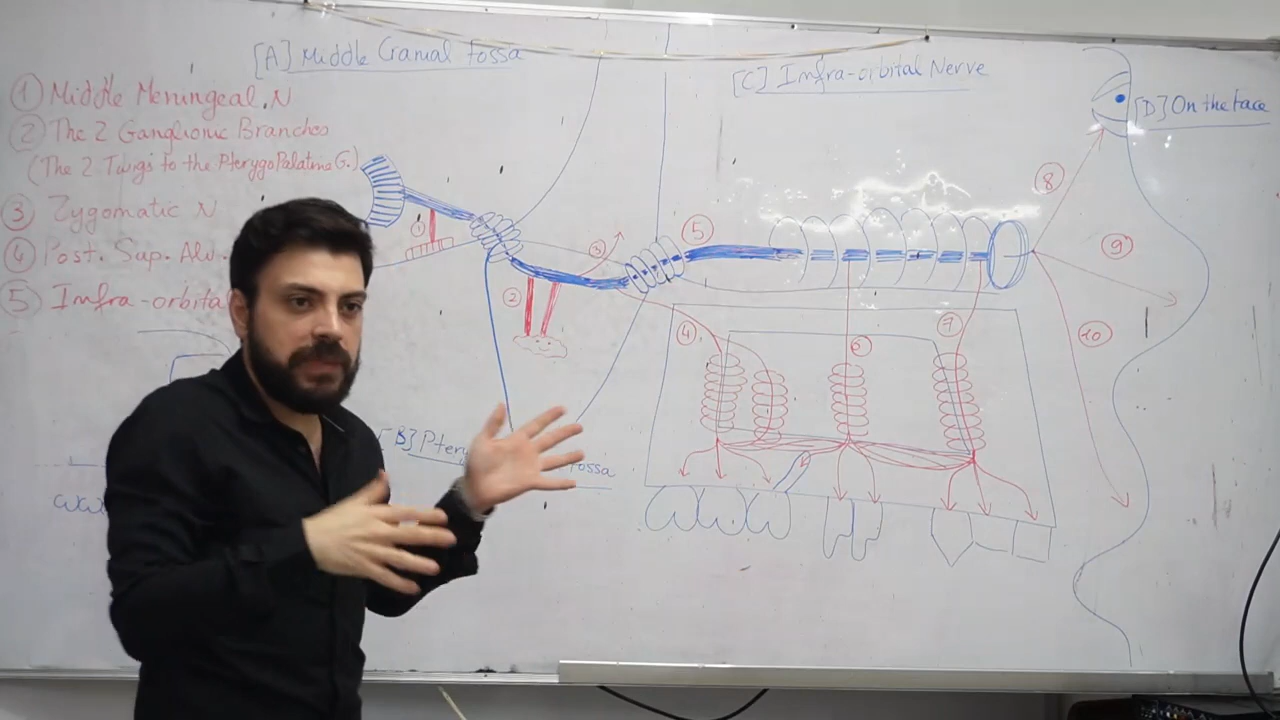 [A] Middle Cranial Fossa
① Middle Meningeal N
② The 2 Ganglionic Branches
(The 2 Twigs to the PterygoPalatine G.)
③ Zygomatic N
④ Post. Sup. Alv.
⑤ Infra-orbita
[B] Ptery
fossa
[C] Infra-orbital Nerve
[D] On the Face
1
2
3
4
5
6
7
8
9
10